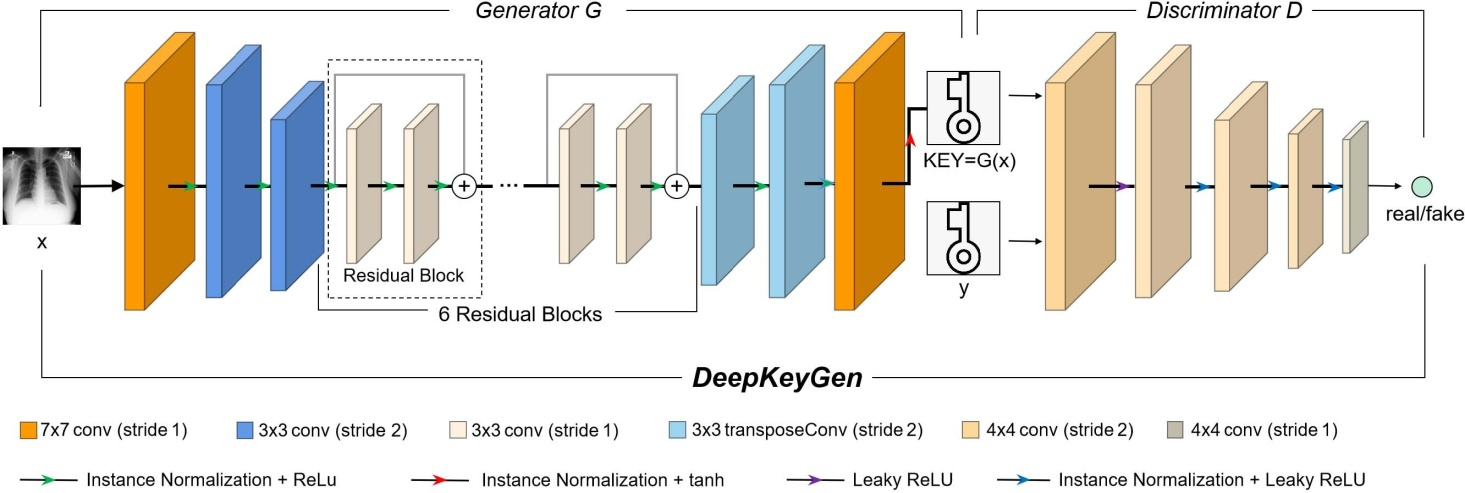 Generator G
Discriminator D
x
Residual Block
6 Residual Blocks
KEY=G(x)
y
real/fake
DeepKeyGen
7x7 conv (stride 1)
3x3 conv (stride 2)
3x3 conv (stride 1)
3x3 transposeConv (stride 2)
4x4 conv (stride 2)
4x4 conv (stride 1)
Instance Normalization + ReLu
Instance Normalization + tanh
Leaky ReLU
Instance Normalization + Leaky ReLU